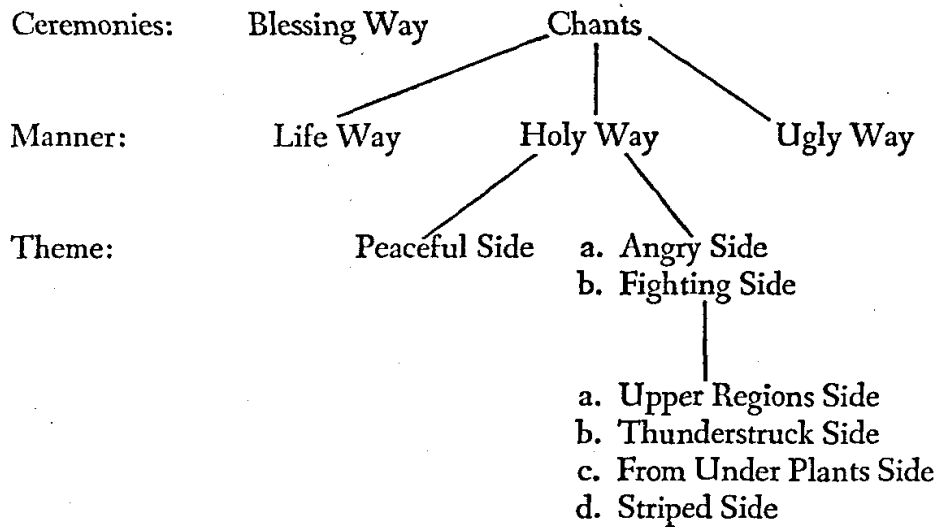 Ceremonies: Blessing Way Chants
Manner: Life Way Holy Way Ugly Way
Theme: Peaceful Side a. Angry Side
b. Fighting Side
a. Upper Regions Side
b. Thunderstruck Side
c. From Under Plants Side
d. Striped Side